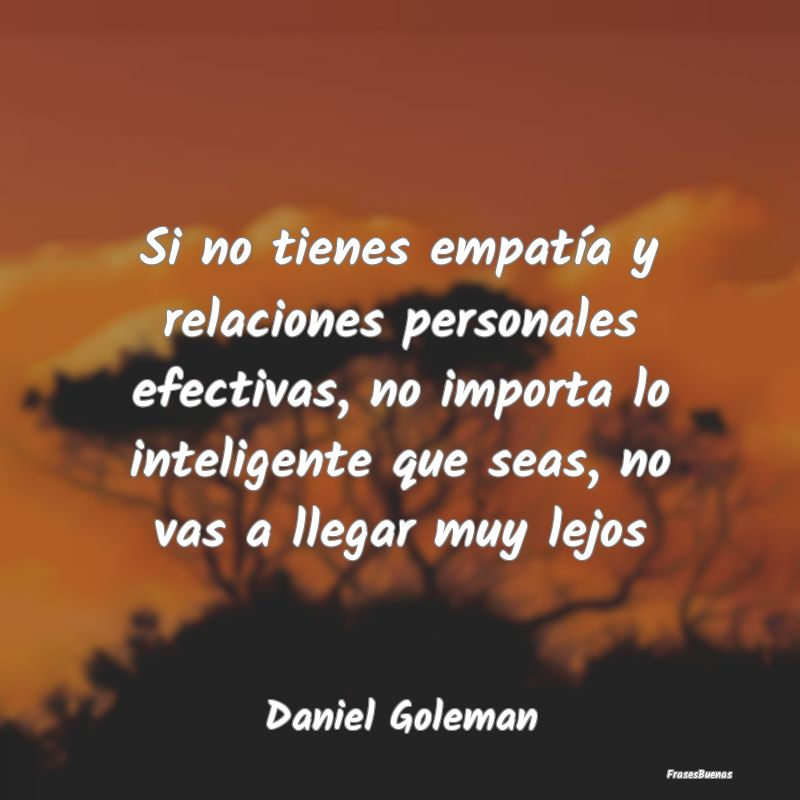 Si no tienes empatía y
relaciones personales
efectivas, no importa lo
inteligente que seas, no
vas a llegar muy lejos
Daniel Goleman
FrasesBuenas